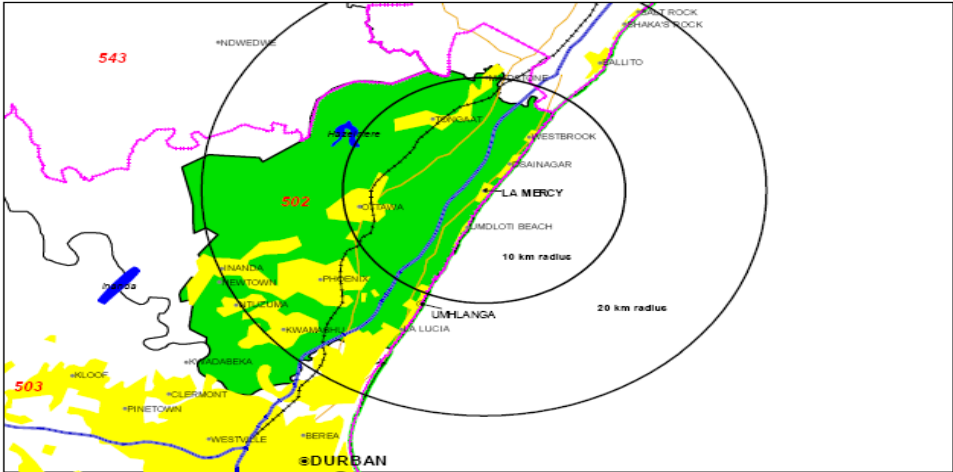 SALT ROCK
SHAKA'S ROCK
NDWEDWE
543
BALLITO
TONGAAT
WESTBROOK
LA MERCY
502
OTTAWA
UMDLOTI BEACH
10 km radius
INANDA
NEWTOWN
PHOENIX
Inanda
NTUZUMA
20 km radius
UMHLANGA
KWAMASHU
LA LUCIA
KWADABEKA
KLOOF
503
CLERMONT
PINETOWN
WESTVILLE
BEREA
DURBAN